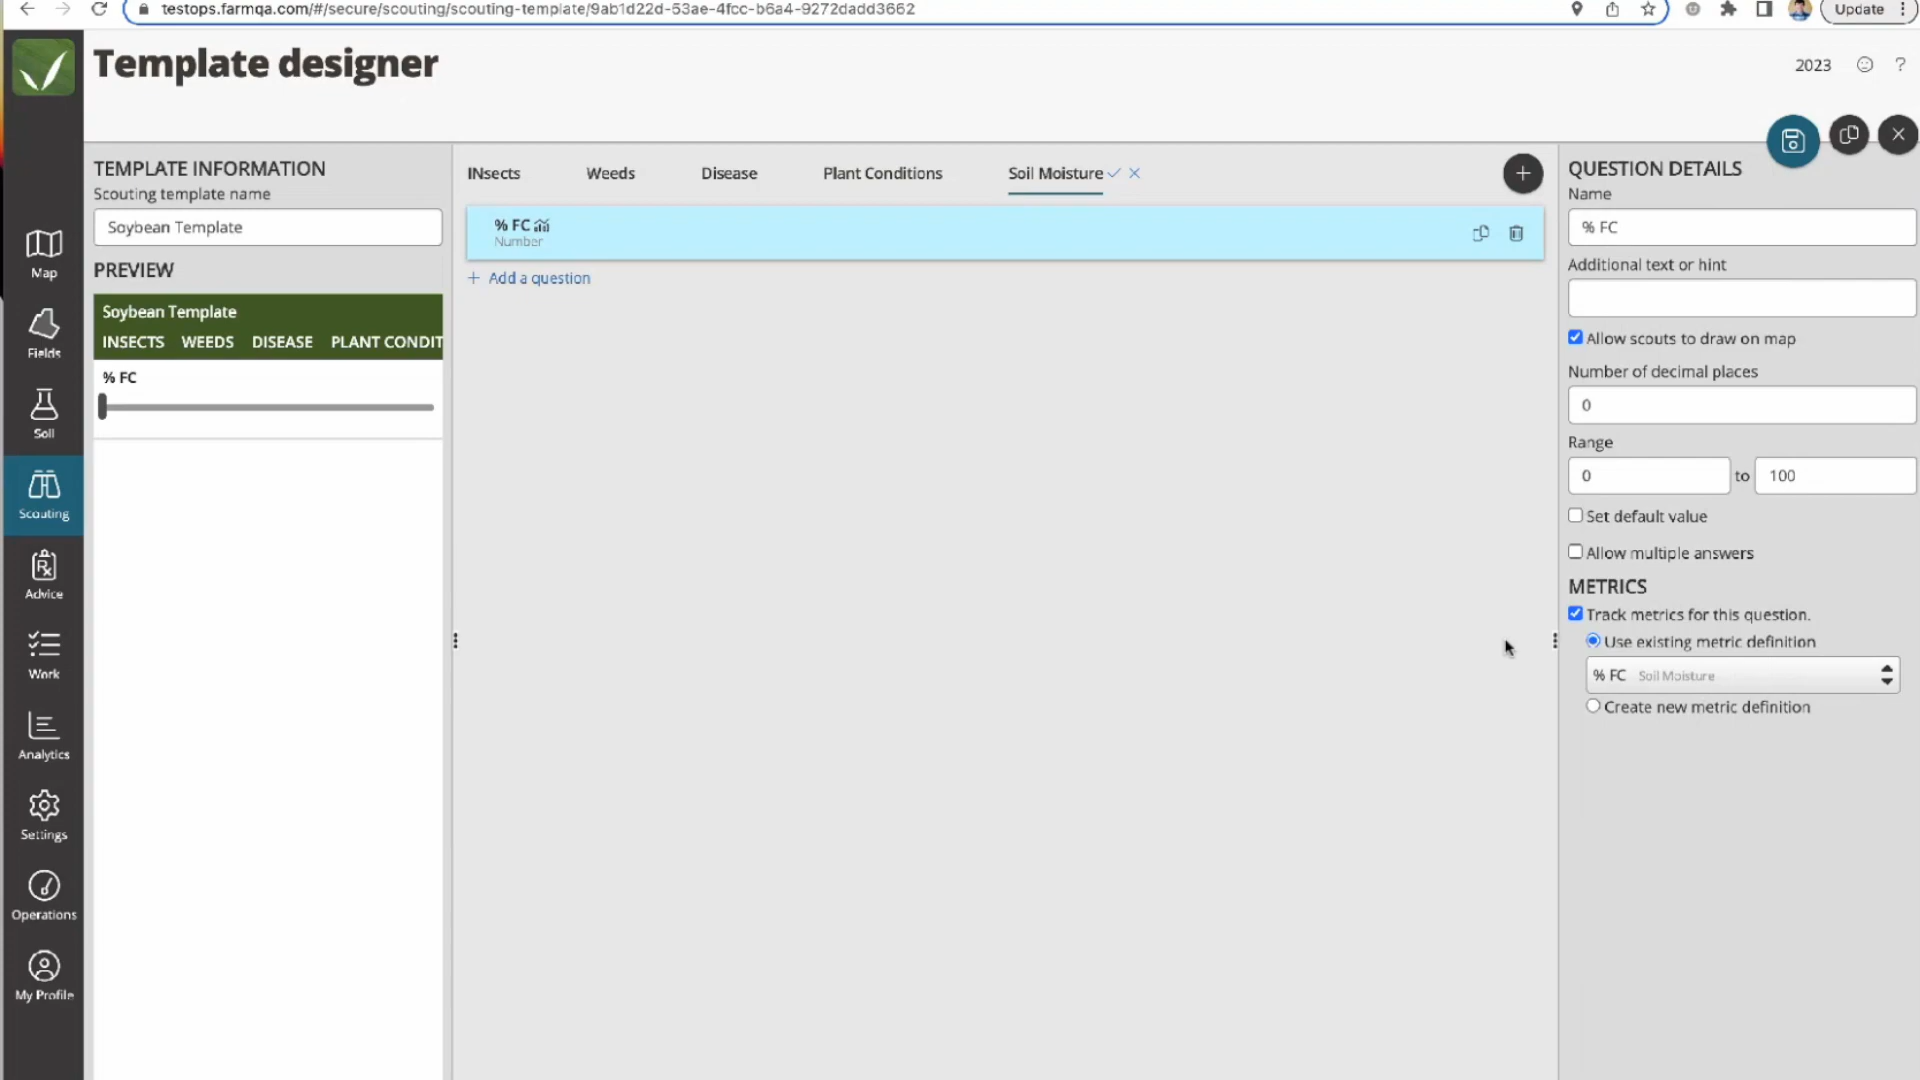 testops.farmqa.com/#/secure/scouting/scouting-template/9ab1d22d-53ae-4fcc-b6a4-9272dadd3662
Update
Template designer
2023
?
Map
Fields
Soil
Scouting
Advice
Work
Analytics
Settings
Operations
My Profile
TEMPLATE INFORMATION
Scouting template name
Soybean Template
PREVIEW
Soybean Template
INSECTS WEEDS DISEASE PLANT CONDIT
% FC
INsects Weeds Disease Plant Conditions Soil Moisture
% FC
Number
+ Add a question
QUESTION DETAILS
Name
% FC
Additional text or hint
Allow scouts to draw on map
Number of decimal places
0
Range
0 to 100
Set default value
Allow multiple answers
METRICS
Track metrics for this question.
Use existing metric definition
% FC Soil Moisture
Create new metric definition